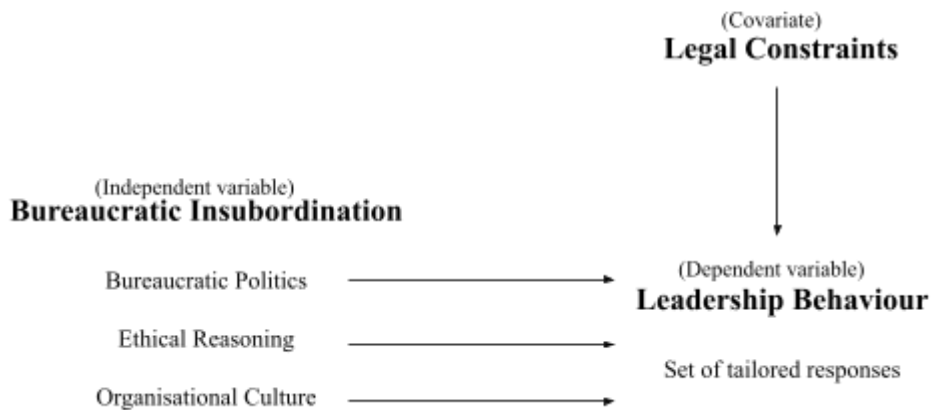 (Covariate)
Legal Constraints
(Independent variable)
Bureaucratic Insubordination
Bureaucratic Politics
Ethical Reasoning
Organisational Culture
(Dependent variable)
Leadership Behaviour
Set of tailored responses